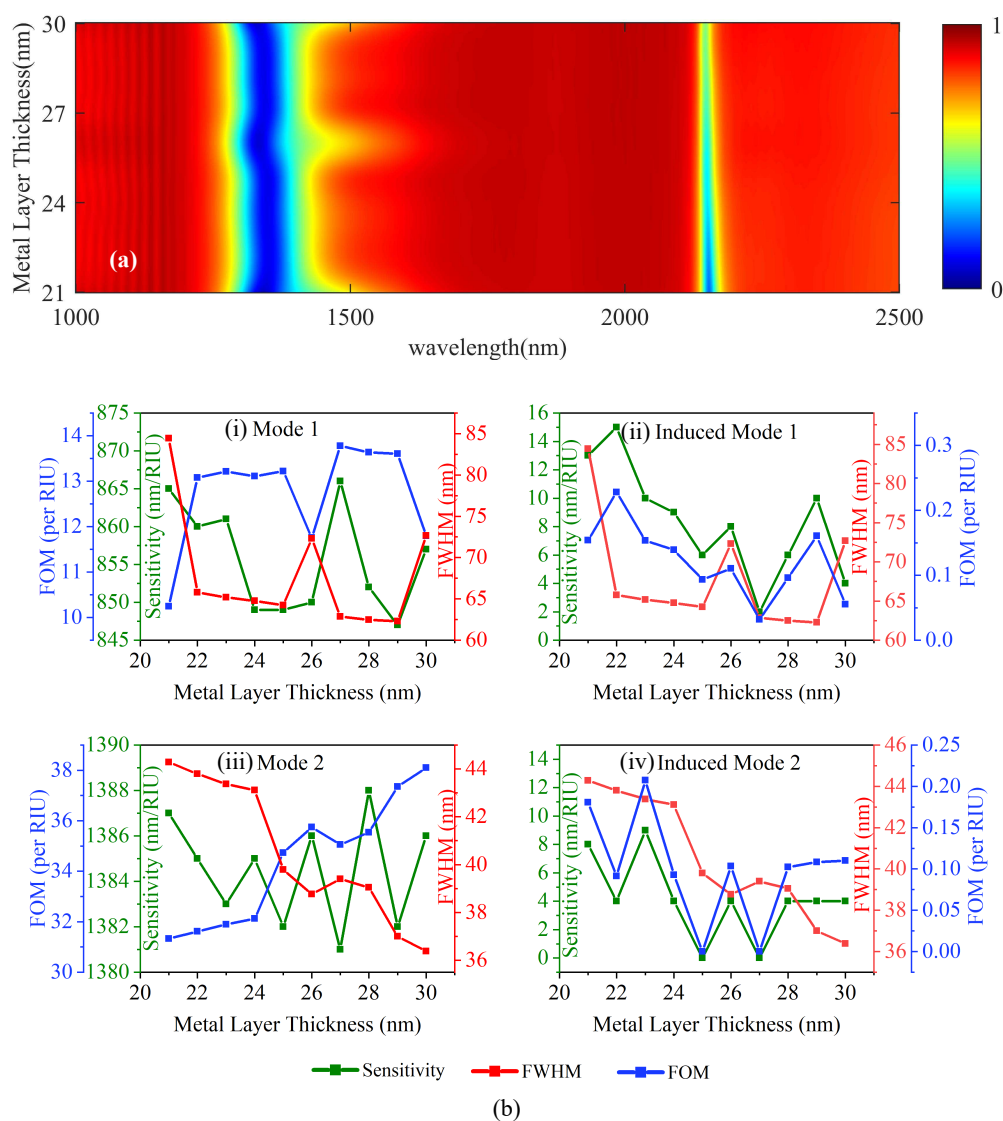 Metal Layer Thickness(nm)
30
27
24
21
(a)
1000
1500
2000
2500
wavelength(nm)
1
0
(i) Mode 1
FOM (per RIU)
14
13
12
11
10
Sensitivity (nm/RIU)
875
870
865
860
855
850
845
FWHM (nm)
85
80
75
70
65
60
20 22 24 26 28 30
Metal Layer Thickness (nm)
(ii) Induced Mode 1
Sensitivity (nm/RIU)
16
14
12
10
8
6
4
2
0
FWHM (nm)
85
80
75
70
65
60
FOM (per RIU)
0.3
0.2
0.1
0.0
20 22 24 26 28 30
Metal Layer Thickness (nm)
(iii) Mode 2
FOM (per RIU)
38
36
35
34
32
30
Sensitivity (nm/RIU)
1390
1388
1386
1384
1382
1380
FWHM (nm)
44
42
40
38
36
20 22 24 26 28 30
Metal Layer Thickness (nm)
(iv) Induced Mode 2
Sensitivity (nm/RIU)
14
12
10
8
6
4
2
0
FWHM (nm)
46
44
42
40
38
36
FOM (per RIU)
0.25
0.20
0.15
0.10
0.05
0.00
20 22 24 26 28 30
Metal Layer Thickness (nm)
Sensitivity FWHM FOM
(b)